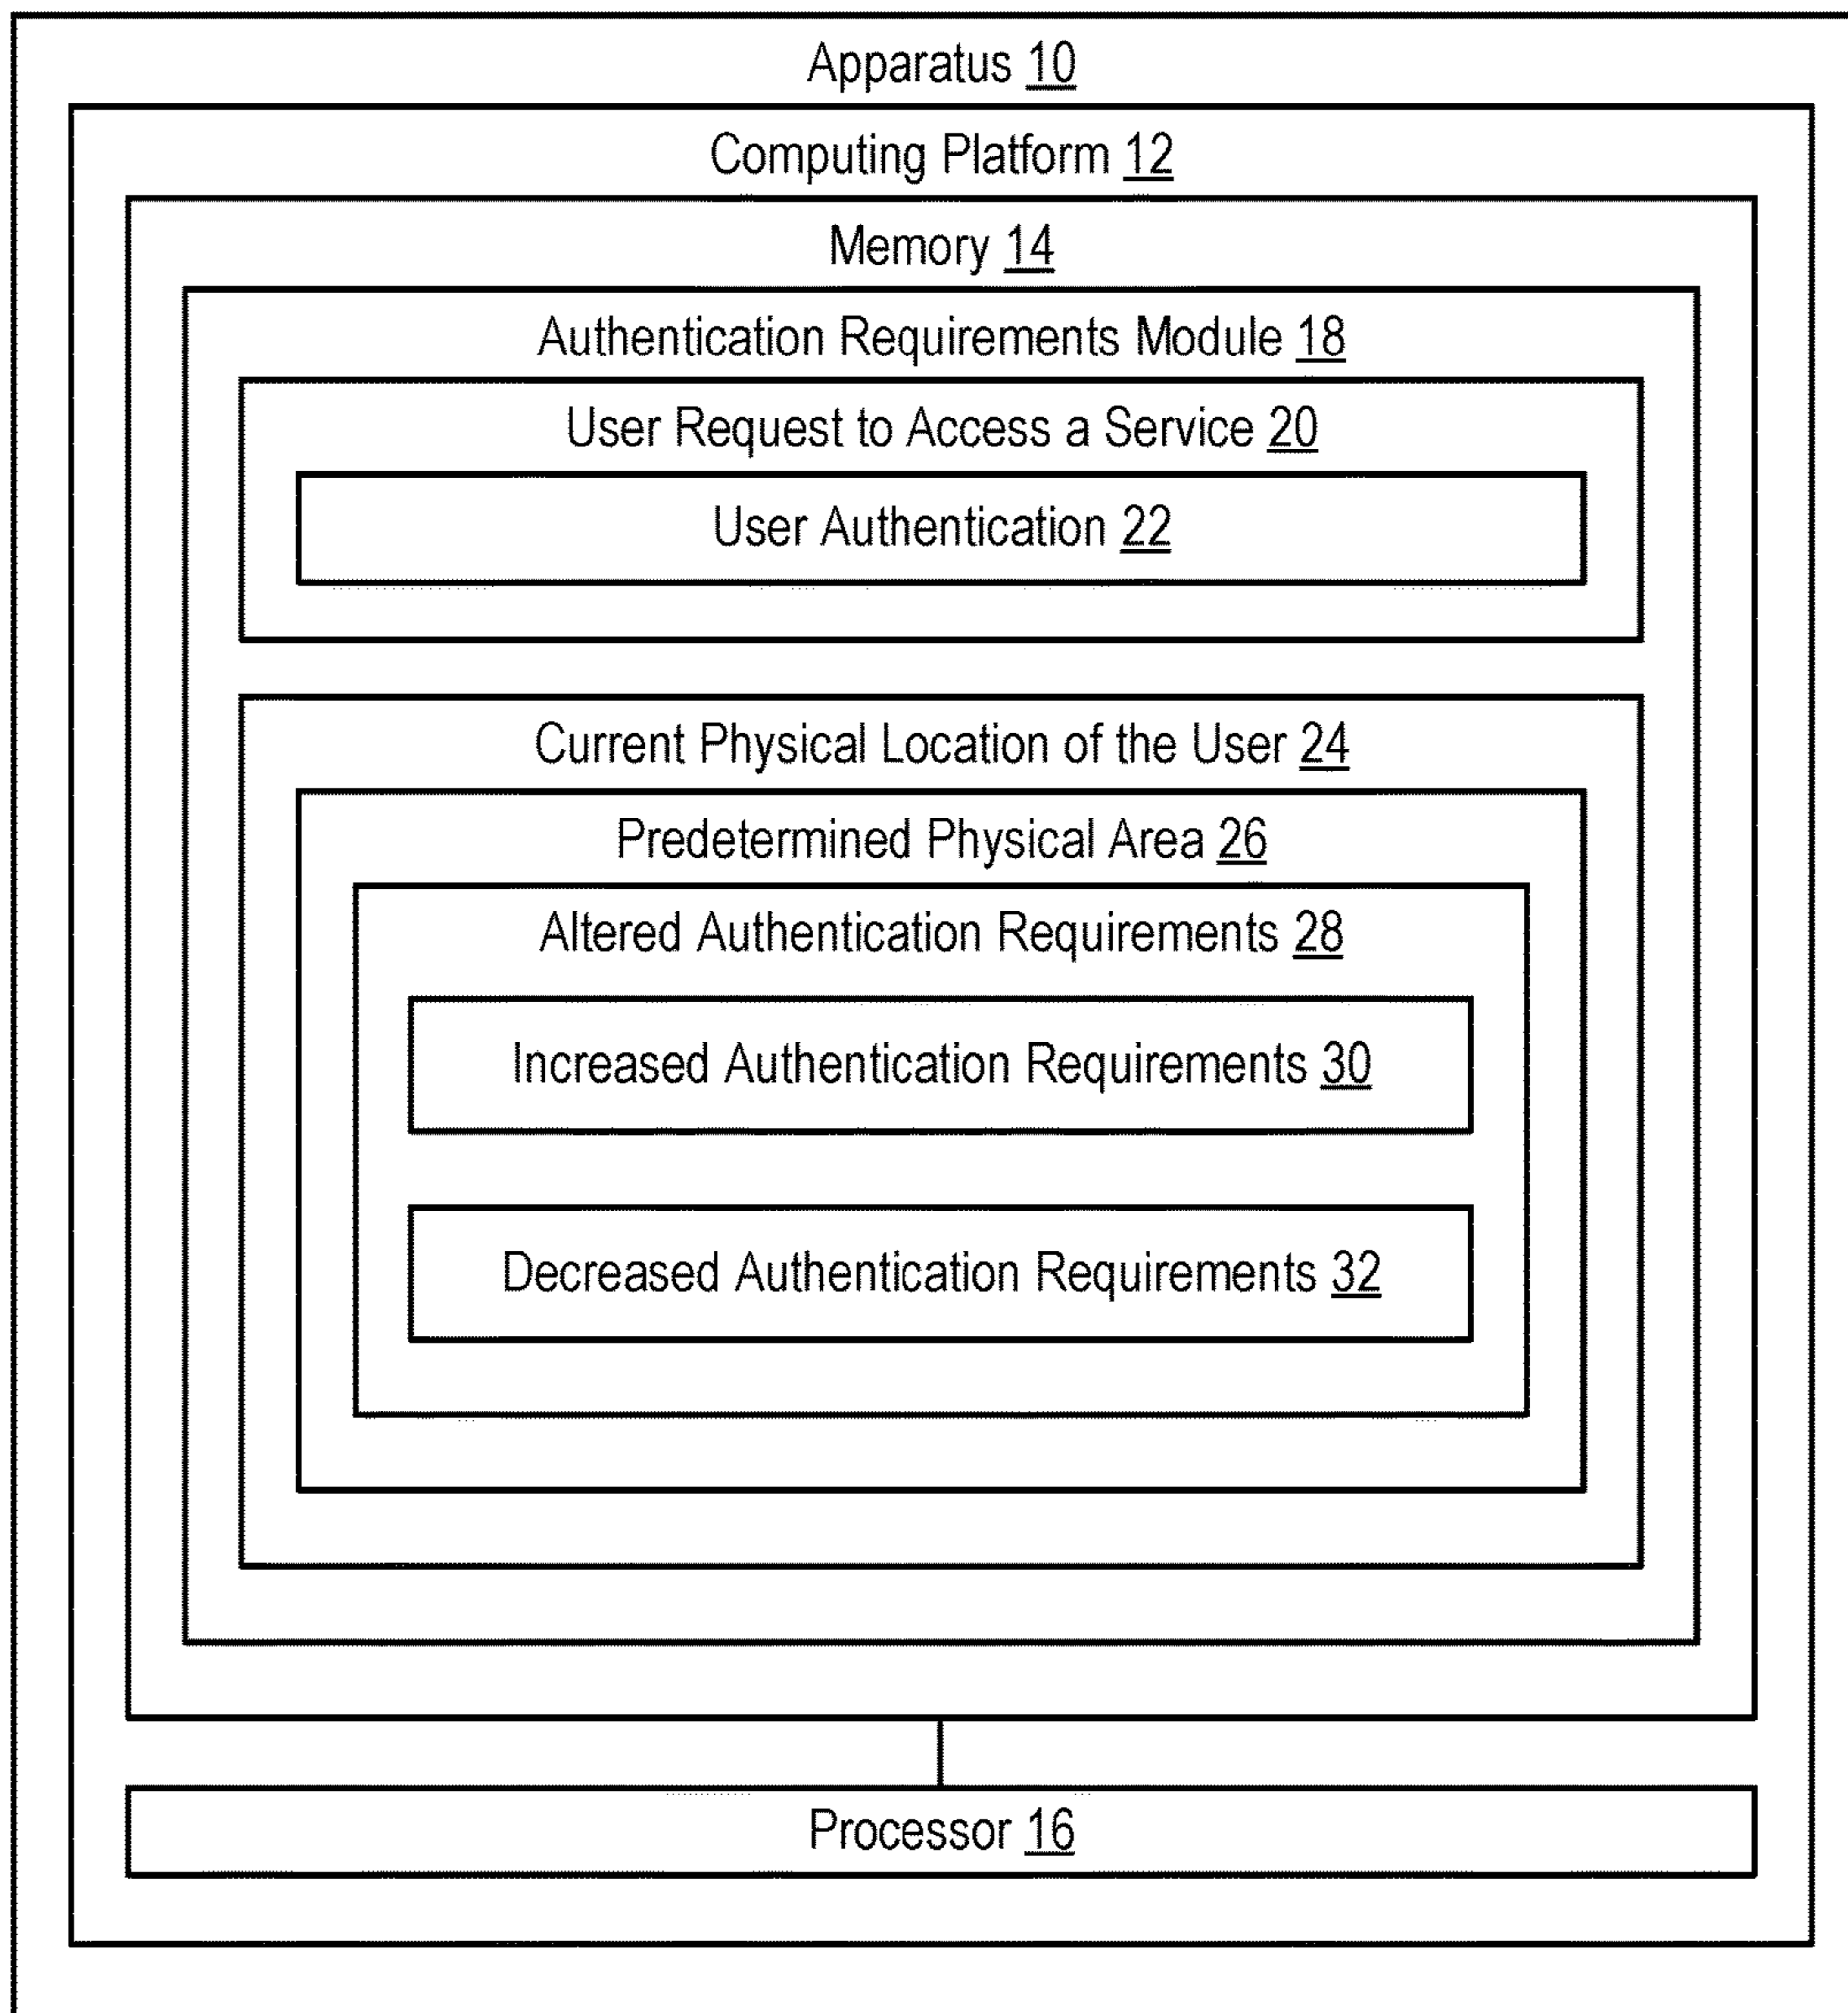 Apparatus 10
Computing Platform 12
Memory 14
Authentication Requirements Module 18
User Request to Access a Service 20
User Authentication 22
Current Physical Location of the User 24
Predetermined Physical Area 26
Altered Authentication Requirements 28
Increased Authentication Requirements 30
Decreased Authentication Requirements 32
Processor 16